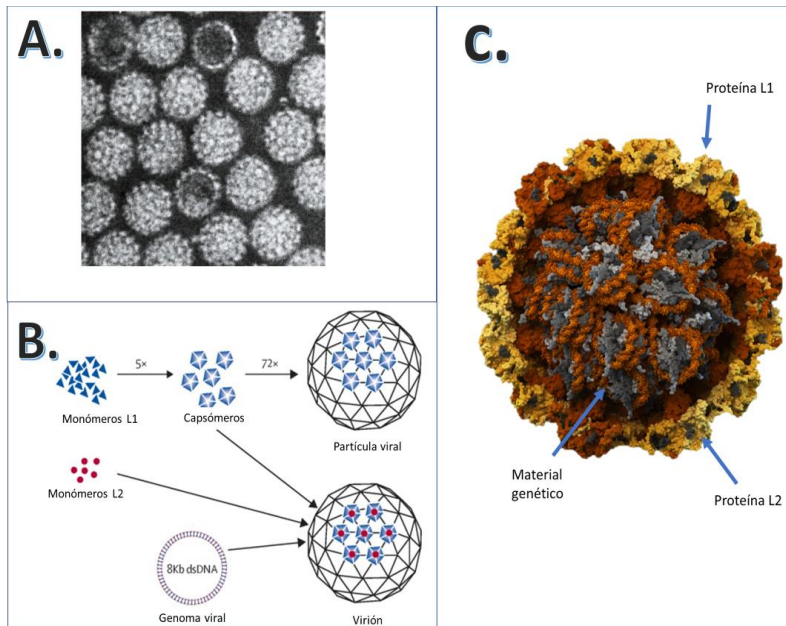 A.
B.
Monómeros L1
5×
Capsómeros
72×
Partícula viral
Monómeros L2
8Kb dsDNA
Genoma viral
Virión
C.
Proteína L1
Material
genético
Proteína L2